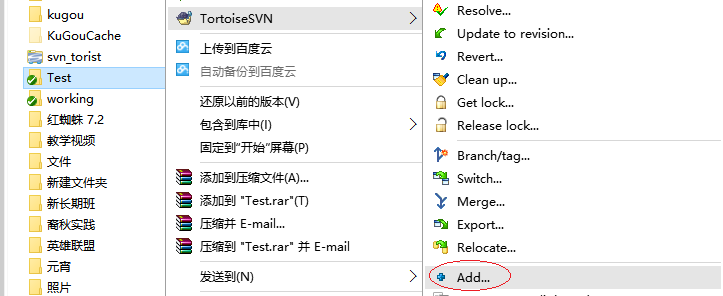 kugou
KuGouCache
svn_torist
Test
working
红蜘蛛 7.2
教学视频
文件
新建文件夹
新长期班
裔秋实践
英雄联盟
元宵
照片
TortoiseSVN
上传到百度云
自动备份到百度云
还原以前的版本(V)
包含到库中(I)
固定到"开始"屏幕(P)
添加到压缩文件(A)...
添加到 "Test.rar"(T)
压缩并 E-mail...
压缩到 "Test.rar" 并 E-mail
发送到(N)
Resolve...
Update to revision...
Revert...
Clean up...
Get lock...
Release lock...
Branch/tag...
Switch...
Merge...
Export...
Relocate...
Add...